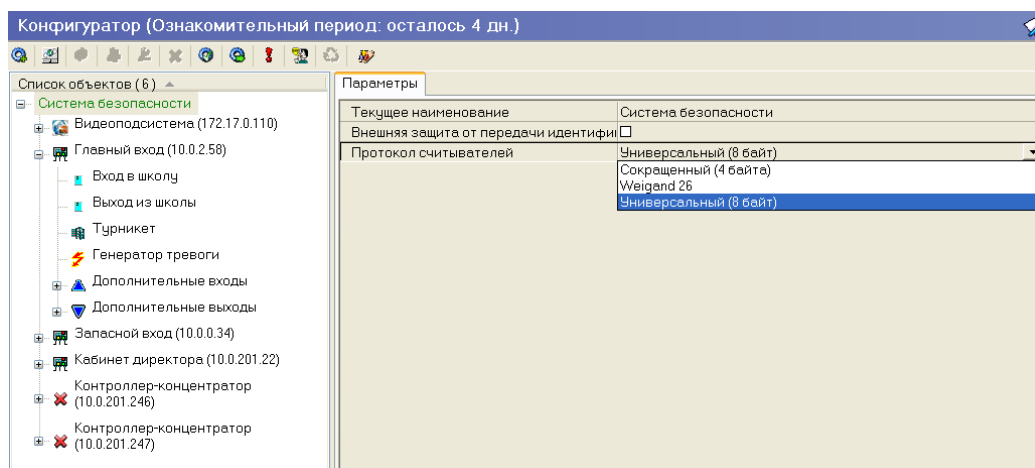 Конфигуратор (Ознакомительный период: осталось 4 дн.)
Список объектов (6)
Параметры
Система безопасности
Видеоподсистема (172.17.0.110)
Главный вход (10.0.2.58)
Вход в школу
Выход из школы
Турникет
Генератор тревоги
Дополнительные входы
Дополнительные выходы
Запасной вход (10.0.0.34)
Кабинет директора (10.0.201.22)
Контроллер-концентратор
(10.0.201.246)
Контроллер-концентратор
(10.0.201.247)
Текущее наименование Система безопасности
Внешняя защита от передачи идентифи
Протокол считывателей Универсальный (8 байт)
Сокращенный (4 байта)
Weigand 26
Универсальный (8 байт)